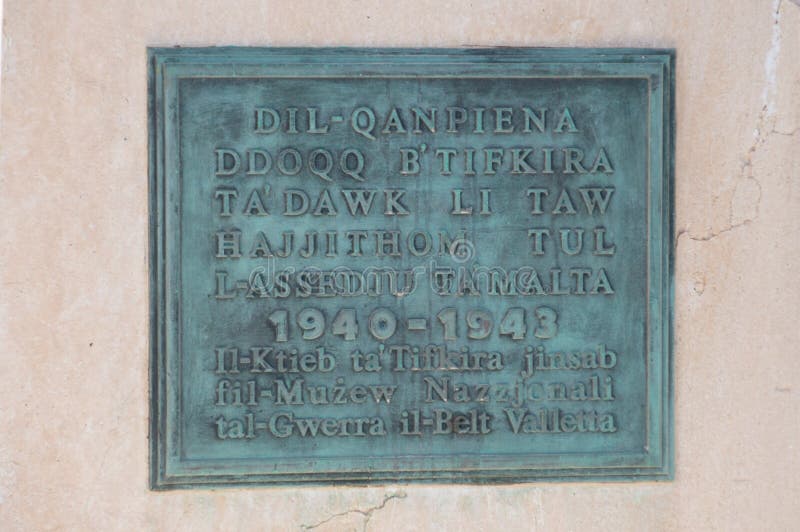 DIL-QANPIENA
DDOQQ B'TIFKIRA
TA'DAWK LI TAW
HAJJITHOM TUL
L-ASSEDJU TA'MALTA
1940-1943
Il-Ktieb ta'Tifkira jinsab
fil-Mużew Nazzjonali
tal-Gwerra il-Belt Valletta